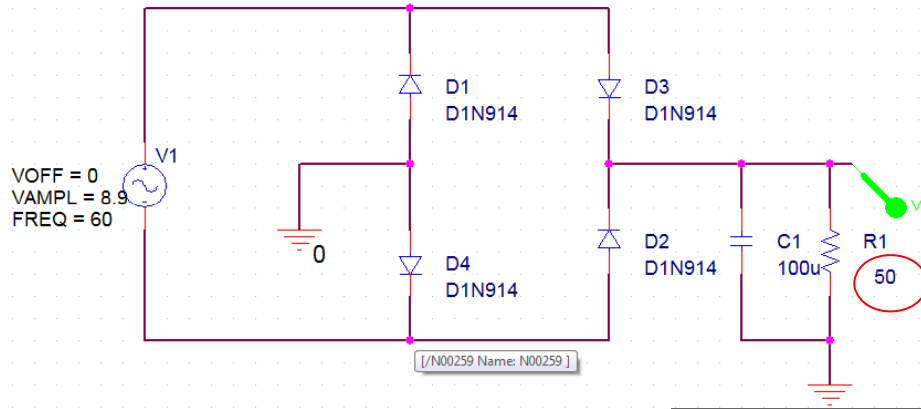 D1
D1N914
D3
D1N914
V1
VOFF = 0
VAMPL = 8.9
FREQ = 60
0
D4
D1N914
D2
D1N914
C1
100u
R1
50
V
[/N00259 Name: N00259 ]
0